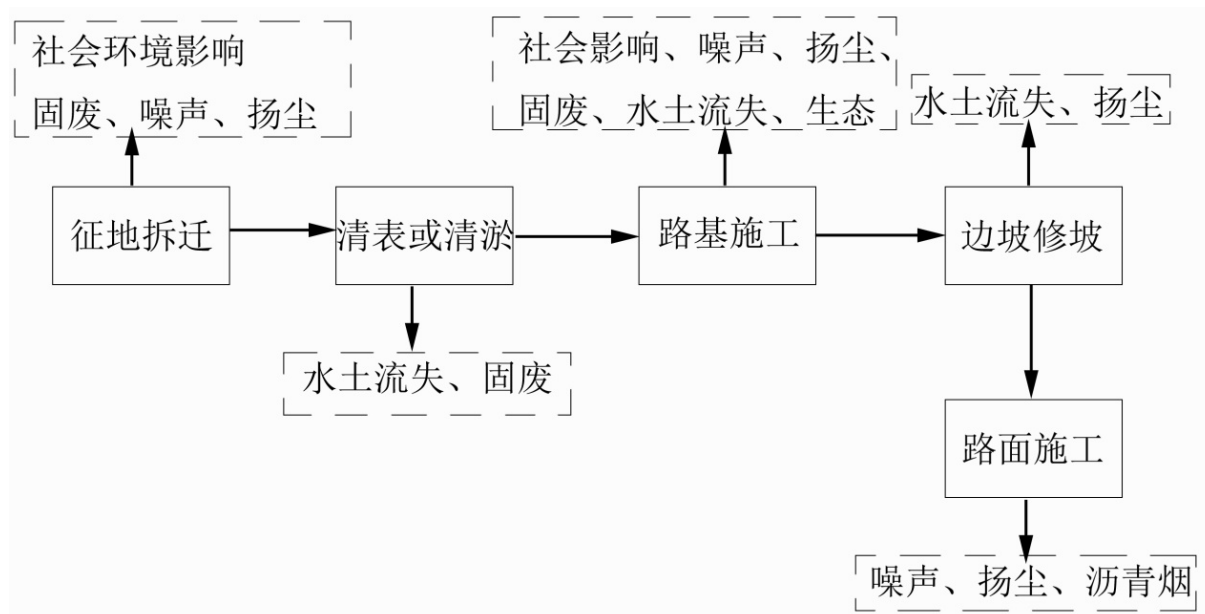 社会环境影响
固废、噪声、扬尘
社会影响、噪声、扬尘、
固废、水土流失、生态
水土流失、扬尘
征地拆迁
清表或清淤
路基施工
边坡修坡
水土流失、固废
路面施工
噪声、扬尘、沥青烟